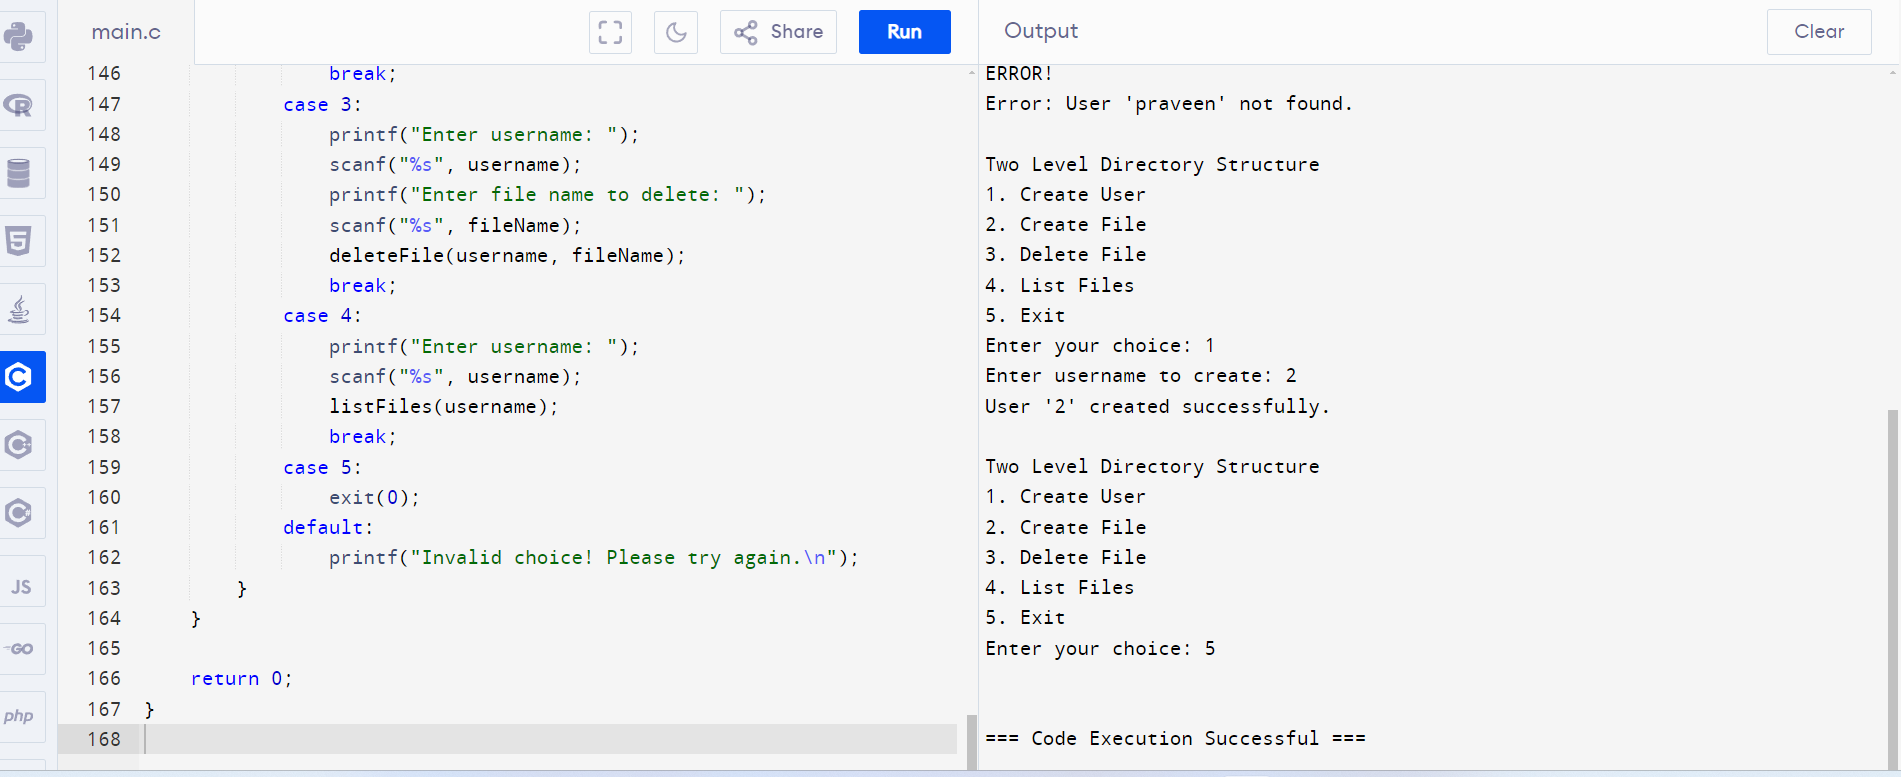 main.c
Share
Run
Output
Clear
146 break;
147 case 3:
148 printf("Enter username: ");
149 scanf("%s", username);
150 printf("Enter file name to delete: ");
151 scanf("%s", fileName);
152 deleteFile(username, fileName);
153 break;
154 case 4:
155 printf("Enter username: ");
156 scanf("%s", username);
157 listFiles(username);
158 break;
159 case 5:
160 exit(0);
161 default:
162 printf("Invalid choice! Please try again.\n");
163 }
164 }
165
166 return 0;
167 }
168
ERROR!
Error: User 'praveen' not found.
Two Level Directory Structure
1. Create User
2. Create File
3. Delete File
4. List Files
5. Exit
Enter your choice: 1
Enter username to create: 2
User '2' created successfully.
Two Level Directory Structure
1. Create User
2. Create File
3. Delete File
4. List Files
5. Exit
Enter your choice: 5
=== Code Execution Successful ===
R
5
C
C++
C#
JS
GO
php